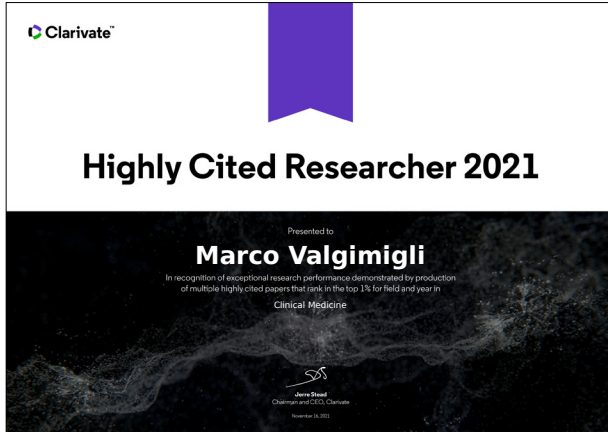 Clarivate™
Highly Cited Researcher 2021
Presented to
Marco Valgimigli
In recognition of exceptional research performance demonstrated by production
of multiple highly cited papers that rank in the top 1% for field and year in
Clinical Medicine
Jerre Stead
Chairman and CEO, Clarivate
November 16, 2021